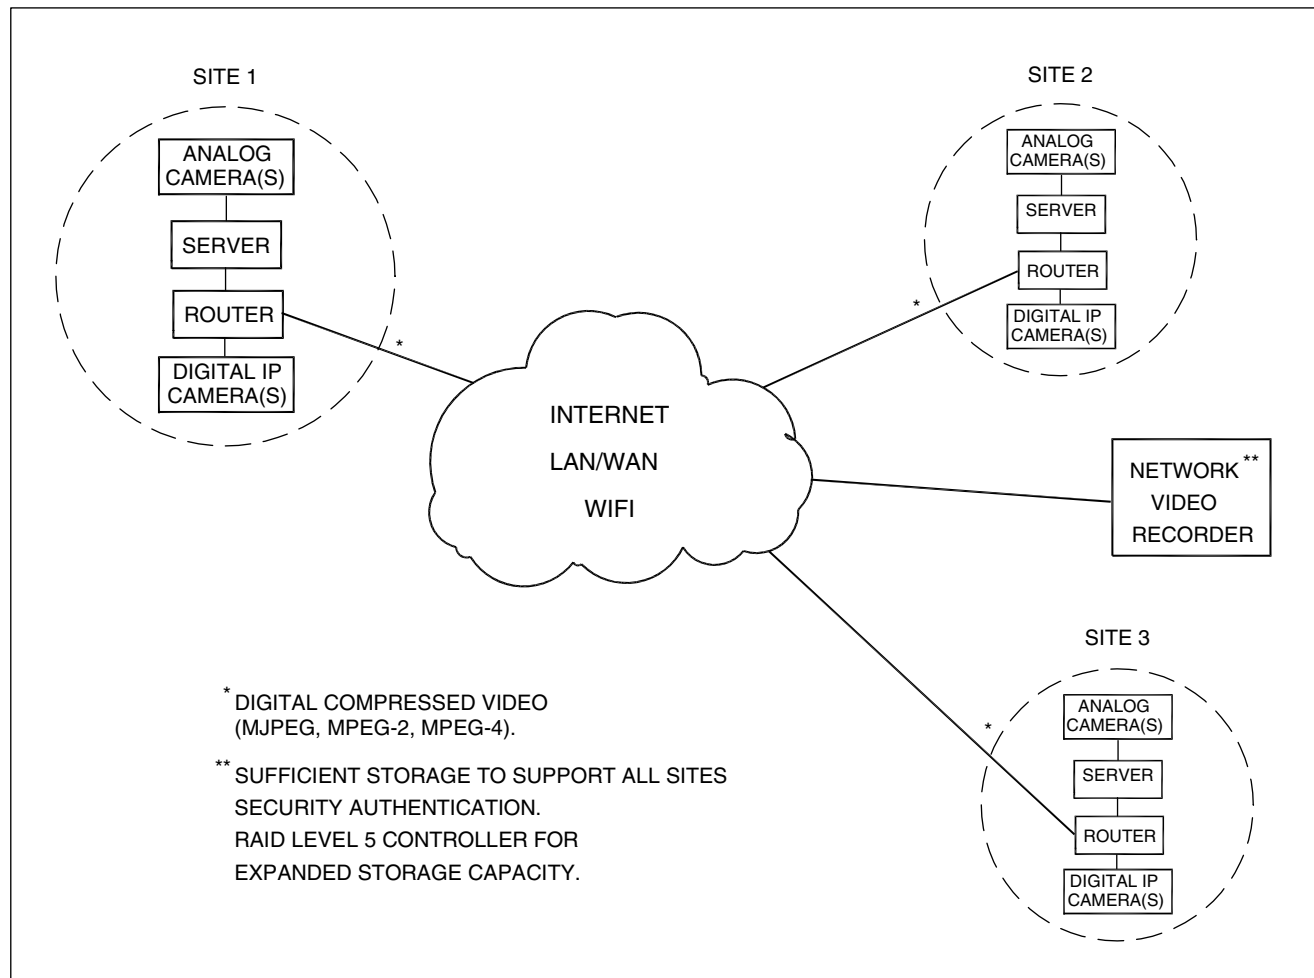 SITE 1
ANALOG
CAMERA(S)
SERVER
ROUTER
DIGITAL IP
CAMERA(S)
*
SITE 2
ANALOG
CAMERA(S)
SERVER
ROUTER
DIGITAL IP
CAMERA(S)
*
INTERNET
LAN/WAN
WIFI
NETWORK **
VIDEO
RECORDER
SITE 3
ANALOG
CAMERA(S)
SERVER
ROUTER
DIGITAL IP
CAMERA(S)
*
* DIGITAL COMPRESSED VIDEO
(MJPEG, MPEG-2, MPEG-4).
** SUFFICIENT STORAGE TO SUPPORT ALL SITES
SECURITY AUTHENTICATION.
RAID LEVEL 5 CONTROLLER FOR
EXPANDED STORAGE CAPACITY.